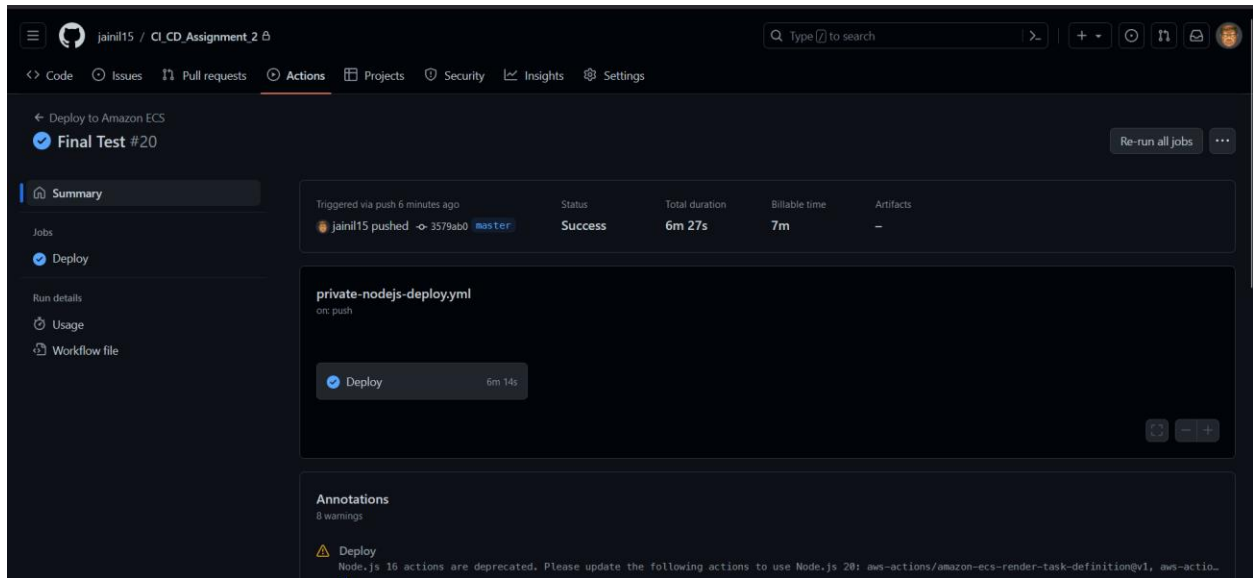 jainil15 / CI_CD_Assignment_2
Type / to search
Code Issues Pull requests Actions Projects Security Insights Settings
← Deploy to Amazon ECS
Final Test #20
Re-run all jobs
Summary
Jobs
Deploy
Run details
Usage
Workflow file
Triggered via push 6 minutes ago Status Total duration Billable time Artifacts
jainil15 pushed 3579ab0 master Success 6m 27s 7m –
private-nodejs-deploy.yml
on: push
Deploy 6m 14s
Annotations
8 warnings
Deploy
Node.js 16 actions are deprecated. Please update the following actions to use Node.js 20: aws-actions/amazon-ecs-render-task-definition@v1, aws-actio…